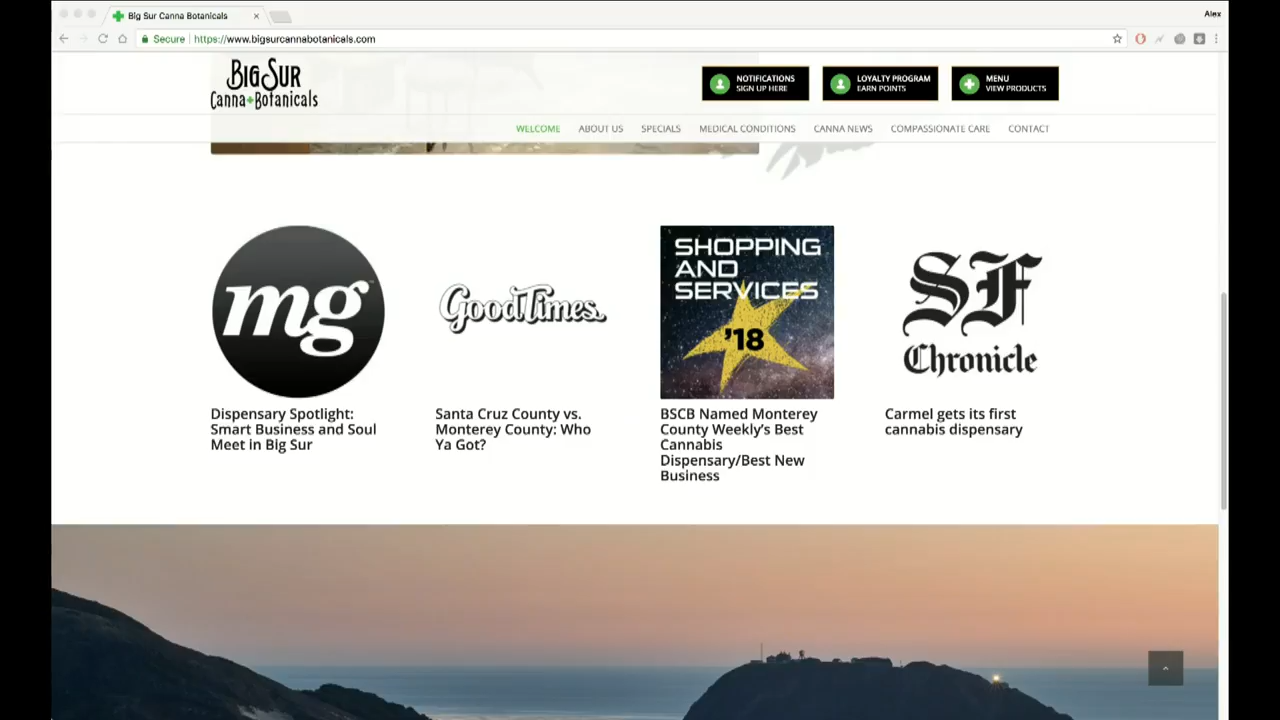 Big Sur Canna Botanicals
Alex
Secure
https://www.bigsurcannabotanicals.com
BIG SUR
Canna Botanicals
NOTIFICATIONS
SIGN UP HERE
LOYALTY PROGRAM
EARN POINTS
MENU
VIEW PRODUCTS
WELCOME ABOUT US SPECIALS MEDICAL CONDITIONS CANNA NEWS COMPASSIONATE CARE CONTACT
mg
Dispensary Spotlight:
Smart Business and Soul
Meet in Big Sur
GoodTimes.
Santa Cruz County vs.
Monterey County: Who
Ya Got?
SHOPPING
AND
SERVICES
'18
BSCB Named Monterey
County Weekly’s Best
Cannabis
Dispensary/Best New
Business
SF
Chronicle
Carmel gets its first
cannabis dispensary